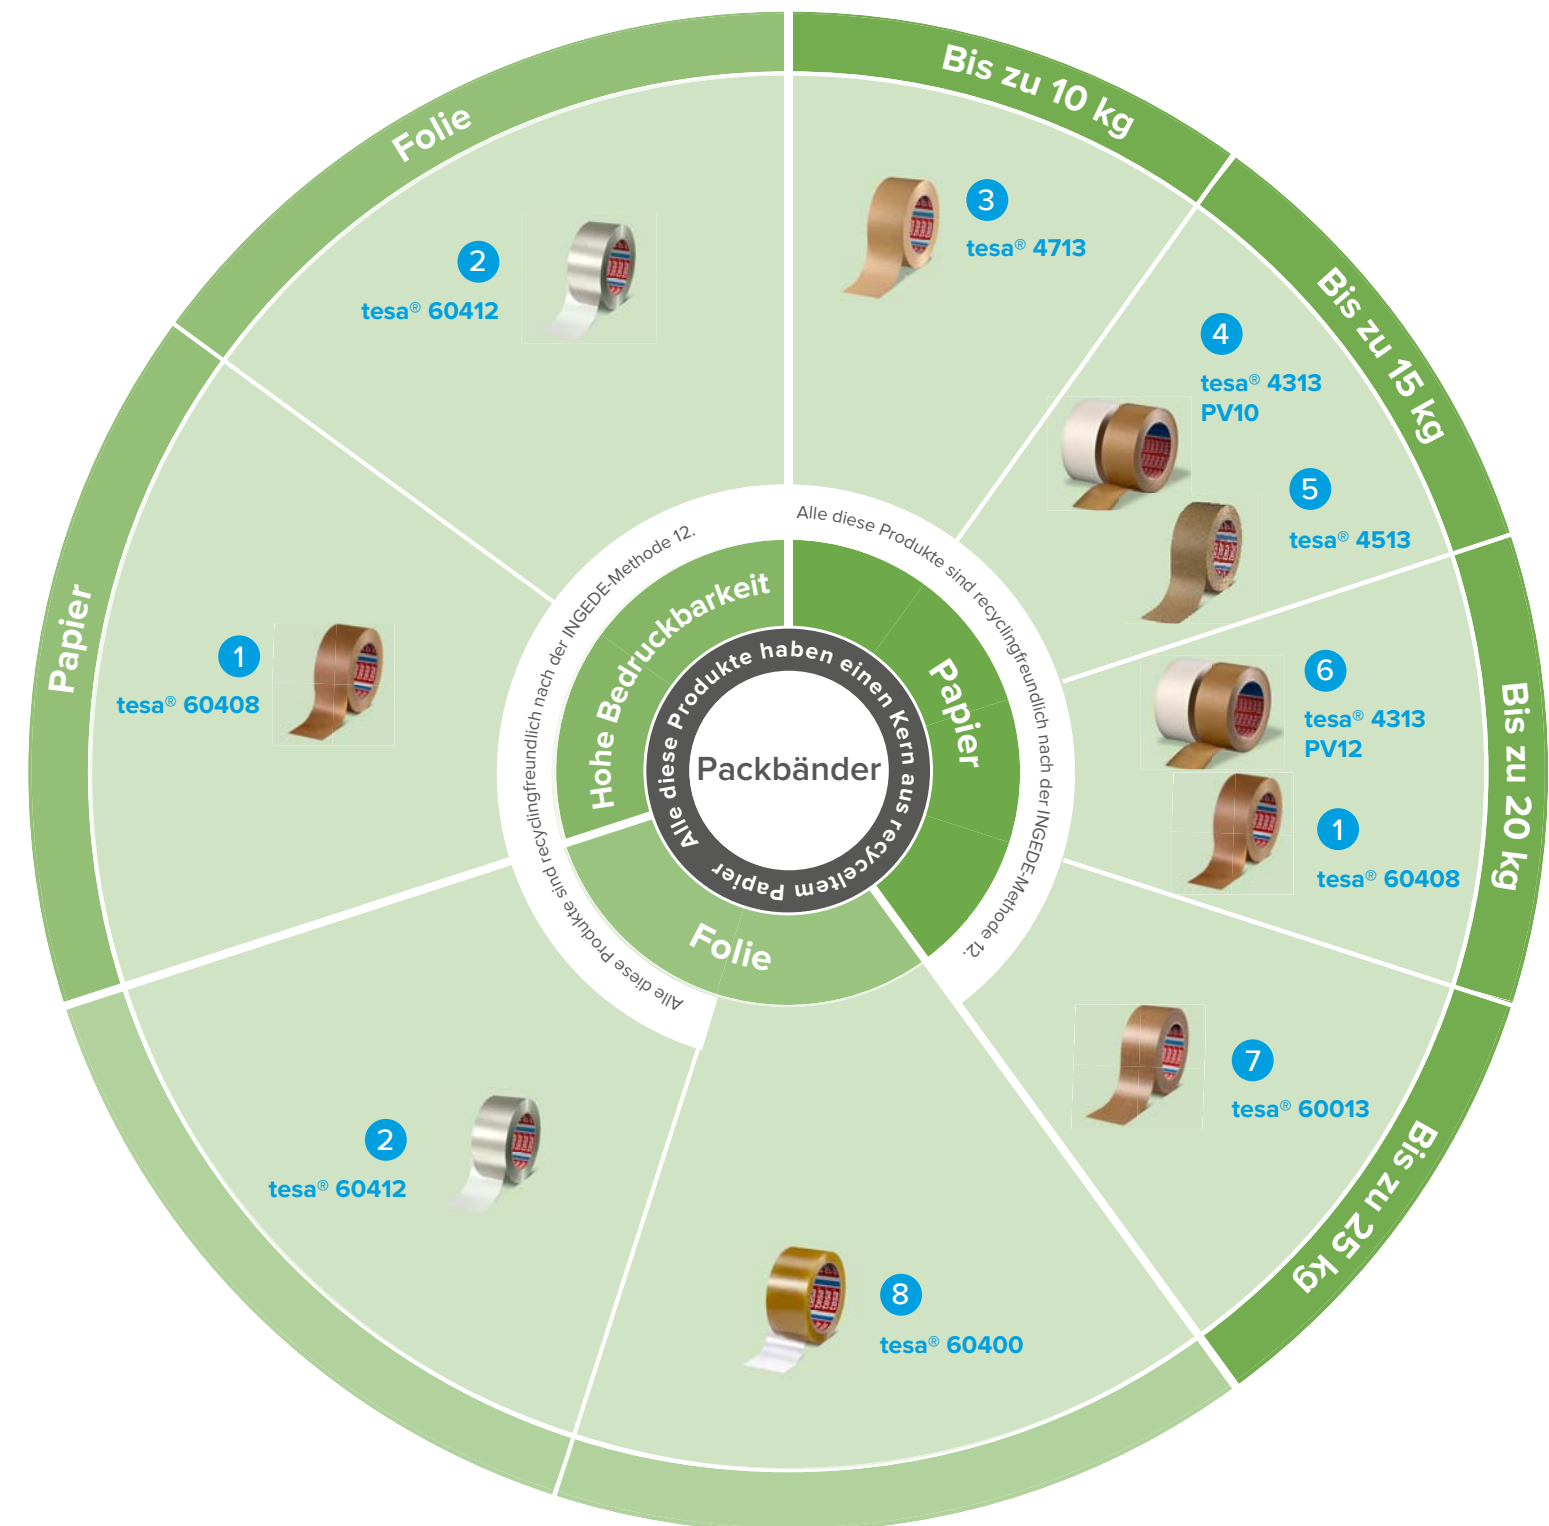 Packbänder
Alle diese Produkte haben einen Kern aus recyceltem Papier
Papier
Alle diese Produkte sind recyclingfreundlich nach der INGEDE-Methode 12.
Bis zu 10 kg
3
tesa® 4713
Bis zu 15 kg
4
tesa® 4313
PV10
5
tesa® 4513
Bis zu 20 kg
6
tesa® 4313
PV12
1
tesa® 60408
Bis zu 25 kg
7
tesa® 60013
Folie
8
tesa® 60400
2
tesa® 60412
Alle diese Produkte sind recyclingfreundlich nach der INGEDE-Methode 12.
Hohe Bedruckbarkeit
Papier
1
tesa® 60408
Folie
2
tesa® 60412